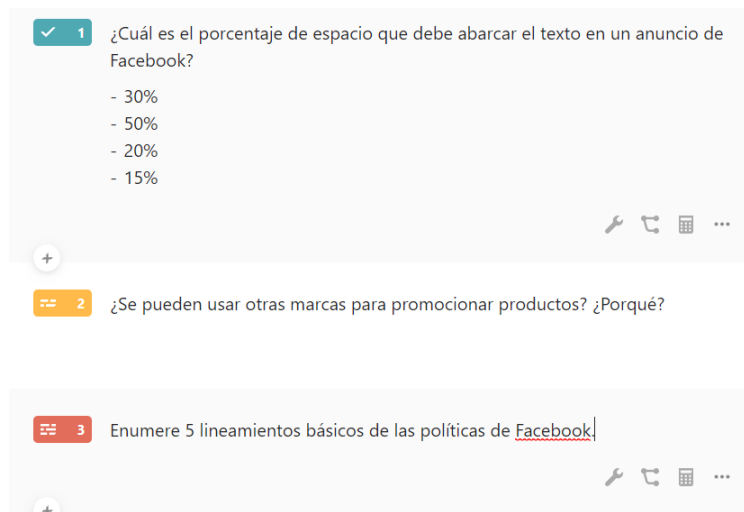 1
¿Cuál es el porcentaje de espacio que debe abarcar el texto en un anuncio de
Facebook?
- 30%
- 50%
- 20%
- 15%
2
¿Se pueden usar otras marcas para promocionar productos? ¿Porqué?
3
Enumere 5 lineamientos básicos de las políticas de Facebook.